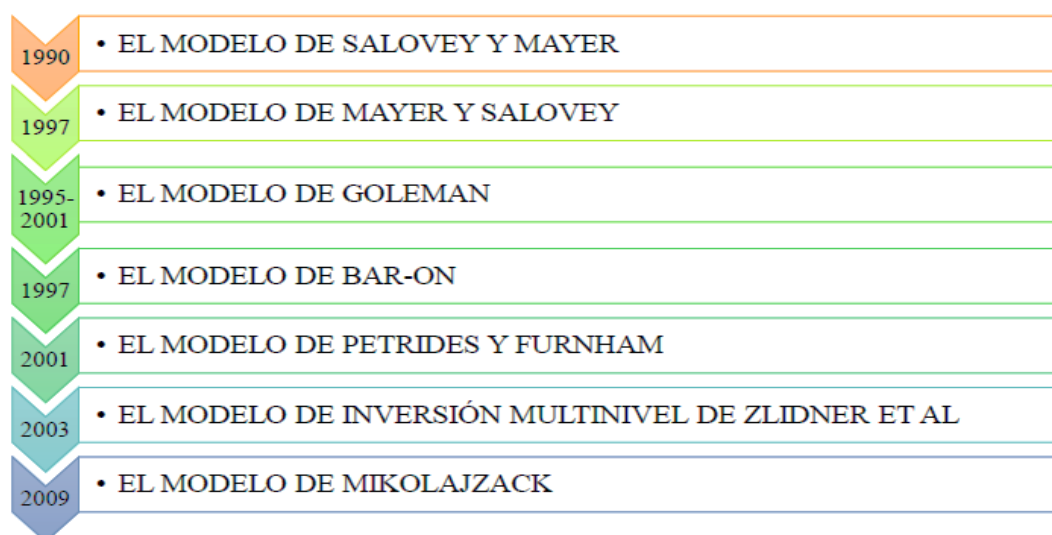 1990
• EL MODELO DE SALOVEY Y MAYER
1997
• EL MODELO DE MAYER Y SALOVEY
1995-
2001
• EL MODELO DE GOLEMAN
1997
• EL MODELO DE BAR-ON
2001
• EL MODELO DE PETRIDES Y FURNHAM
2003
• EL MODELO DE INVERSIÓN MULTINIVEL DE ZLIDNER ET AL
2009
• EL MODELO DE MIKOLAJZACK